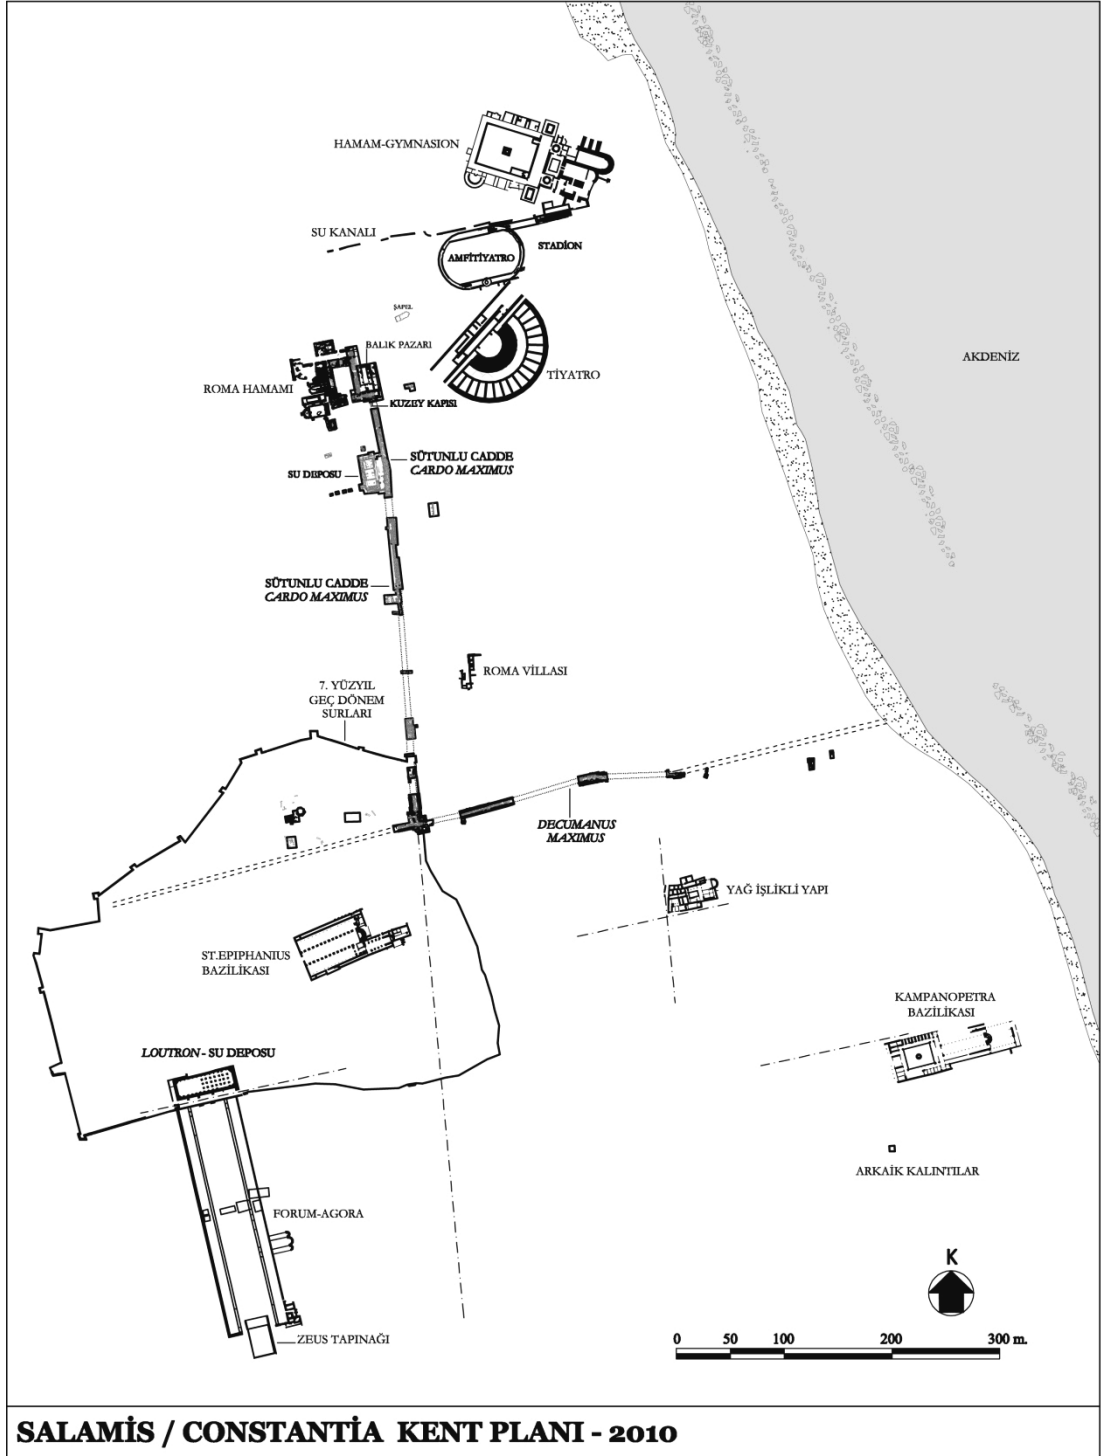 HAMAM-GYMNASION
SU KANALI
STADİON
AMFİTİYATRO
ŞAPEL
BALIK PAZARI
TİYATRO
AKDENİZ
ROMA HAMAMI
KUZEY KAPISI
SÜTUNLU CADDE
CARDO MAXIMUS
SU DEPOSU
SÜTUNLU CADDE
CARDO MAXIMUS
ROMA VİLLASI
7. YÜZYIL
GEÇ DÖNEM
SURLARI
DECUMANUS
MAXIMUS
YAĞ İŞLİKLİ YAPI
ST.EPIPHANIUS
BAZİLİKASI
KAMPANOPETRA
BAZİLİKASI
LOUTRON - SU DEPOSU
ARKAİK KALINTILAR
FORUM-AGORA
K
ZEUS TAPINAĞI
0 50 100 200 300 m.
SALAMİS / CONSTANTİA KENT PLANI - 2010